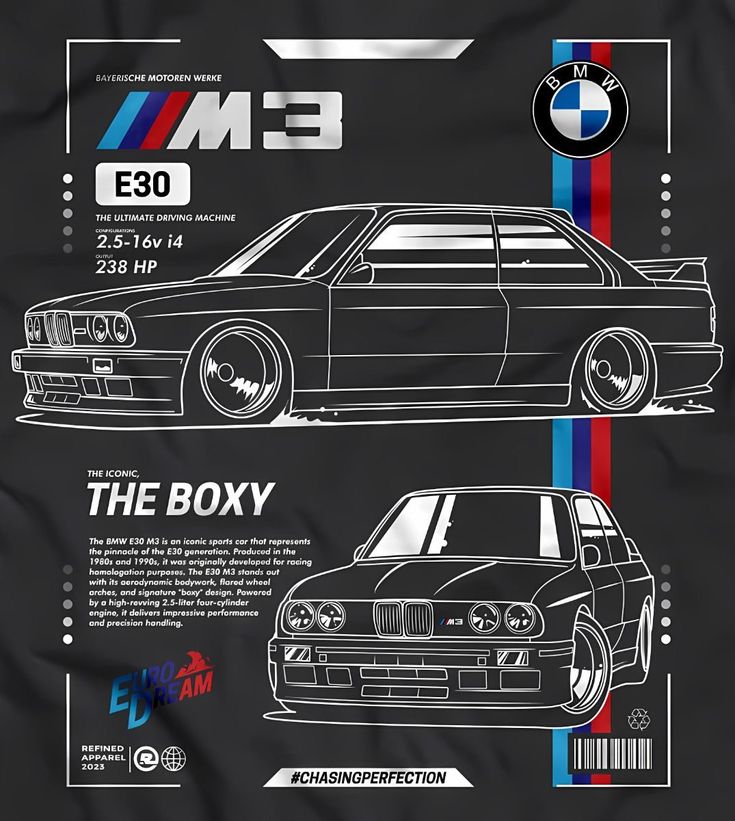 BAYERISCHE MOTOREN WERKE
M3
BMW
E30
THE ULTIMATE DRIVING MACHINE
CONFIGURATIONS
2.5-16v i4
OUTPUT
238 HP
THE ICONIC,
THE BOXY
The BMW E30 M3 is an iconic sports car that represents
the pinnacle of the E30 generation. Produced in the
1980s and 1990s, it was originally developed for racing
homologation purposes. The E30 M3 stands out
with its aerodynamic bodywork, flared wheel
arches, and signature "boxy" design. Powered
by a high-revving 2.5-liter four-cylinder
engine, it delivers impressive performance
and precision handling.
M3
EURO
DREAM
REFINED
APPAREL
2023
R
#CHASINGPERFECTION